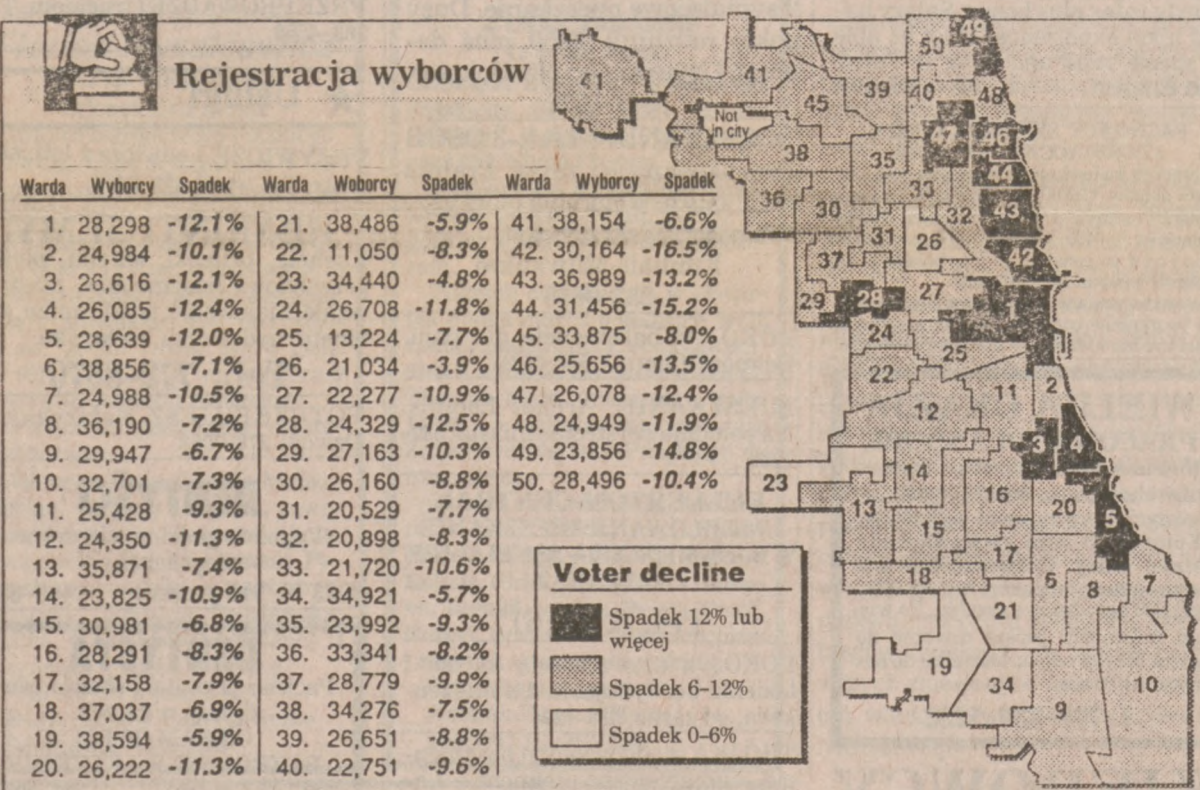 Rejestracja wyborców
Warda Wyborcy Spadek Warda Woborcy Spadek Warda Wyborcy Spadek
1. 28,298 -12.1% 21. 38,486 -5.9% 41. 38,154 -6.6%
2. 24,984 -10.1% 22. 11,050 -8.3% 42. 30,164 -16.5%
3. 26,616 -12.1% 23. 34,440 -4.8% 43. 36,989 -13.2%
4. 26,085 -12.4% 24. 26,708 -11.8% 44. 31,456 -15.2%
5. 28,639 -12.0% 25. 13,224 -7.7% 45. 33,875 -8.0%
6. 38,856 -7.1% 26. 21,034 -3.9% 46. 25,656 -13.5%
7. 24,988 -10.5% 27. 22,277 -10.9% 47. 26,078 -12.4%
8. 36,190 -7.2% 28. 24,329 -12.5% 48. 24,949 -11.9%
9. 29,947 -6.7% 29. 27,163 -10.3% 49. 23,856 -14.8%
10. 32,701 -7.3% 30. 26,160 -8.8% 50. 28,496 -10.4%
11. 25,428 -9.3% 31. 20,529 -7.7%
12. 24,350 -11.3% 32. 20,898 -8.3%
13. 35,871 -7.4% 33. 21,720 -10.6%
14. 23,825 -10.9% 34. 34,921 -5.7%
15. 30,981 -6.8% 35. 23,992 -9.3%
16. 28,291 -8.3% 36. 33,341 -8.2%
17. 32,158 -7.9% 37. 28,779 -9.9%
18. 37,037 -6.9% 38. 34,276 -7.5%
19. 38,594 -5.9% 39. 26,651 -8.8%
20. 26,222 -11.3% 40. 22,751 -9.6%
Voter decline
Spadek 12% lub
więcej
Spadek 6-12%
Spadek 0-6%
49
50
41
41
39
40
48
45
Not
in city
47
46
38
35
44
36
30
33
32
43
31
26
42
37
29
28
27
1
24
25
22
11
2
12
3
4
23
14
16
13
20
5
15
17
18
6
8
7
21
19
34
9
10